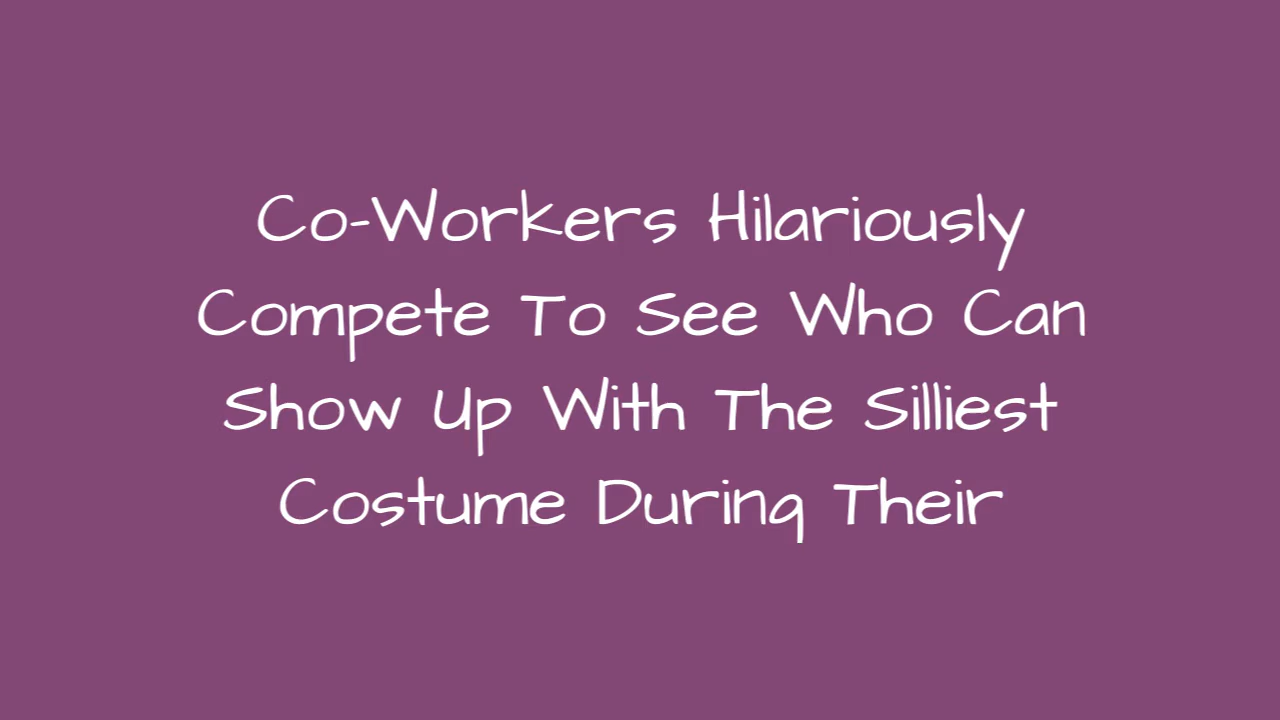 Co-Workers Hilariously
Compete To See Who Can
Show Up With The Silliest
Costume During Their